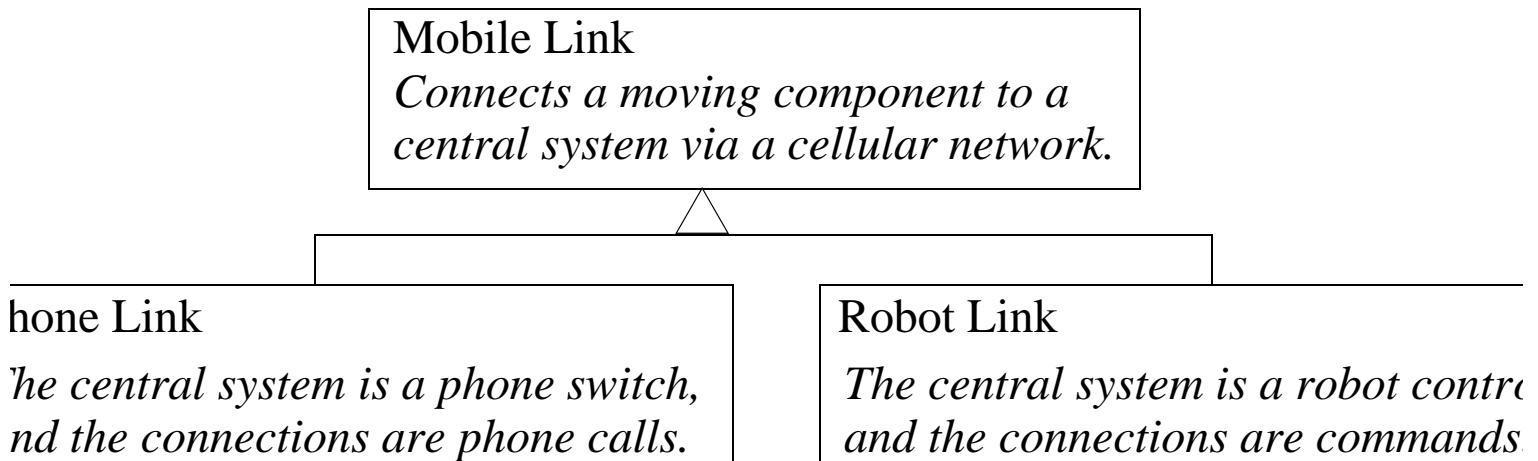 Mobile Link
Connects a moving component to a
central system via a cellular network.
hone Link
he central system is a phone switch,
nd the connections are phone calls.
Robot Link
The central system is a robot contro
and the connections are commands.